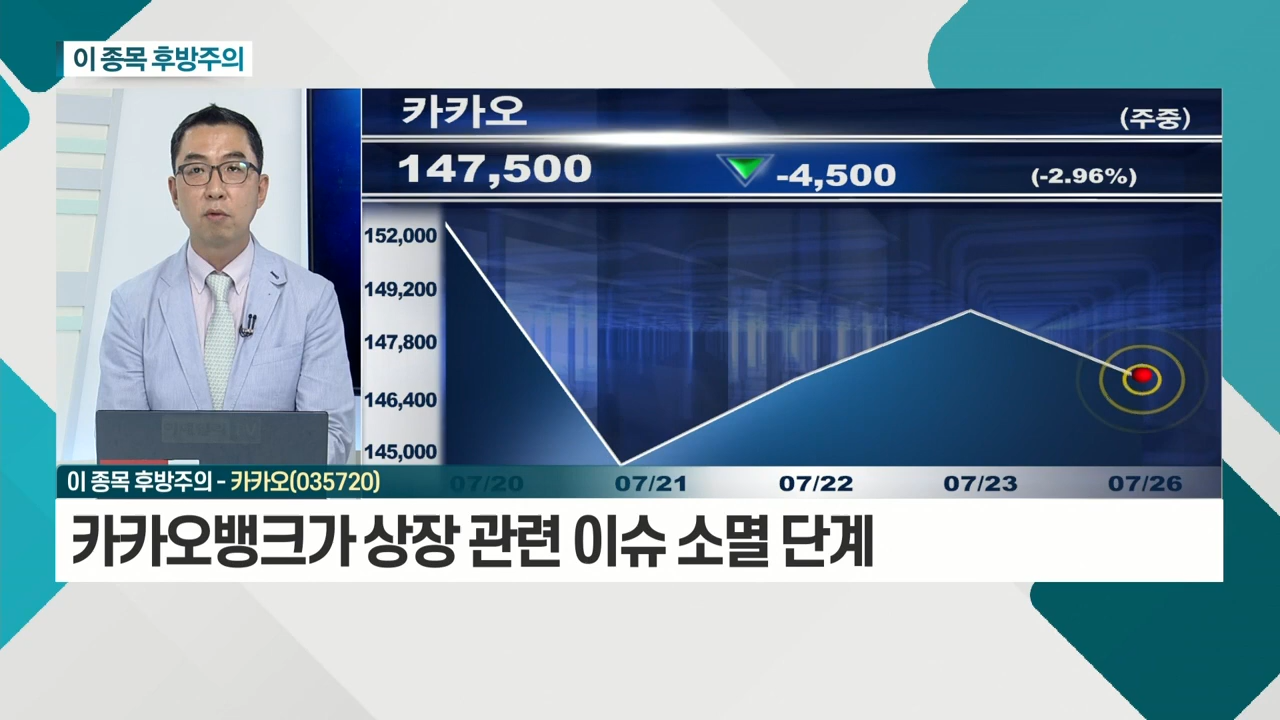 이 종목 후방주의
카카오
(주중)
147,500
-4,500
(-2.96%)
152,000
149,200
147,800
146,400
145,000
07/20
07/21
07/22
07/23
07/26
이 종목 후방주의 - 카카오(035720)
카카오뱅크가 상장 관련 이슈 소멸 단계